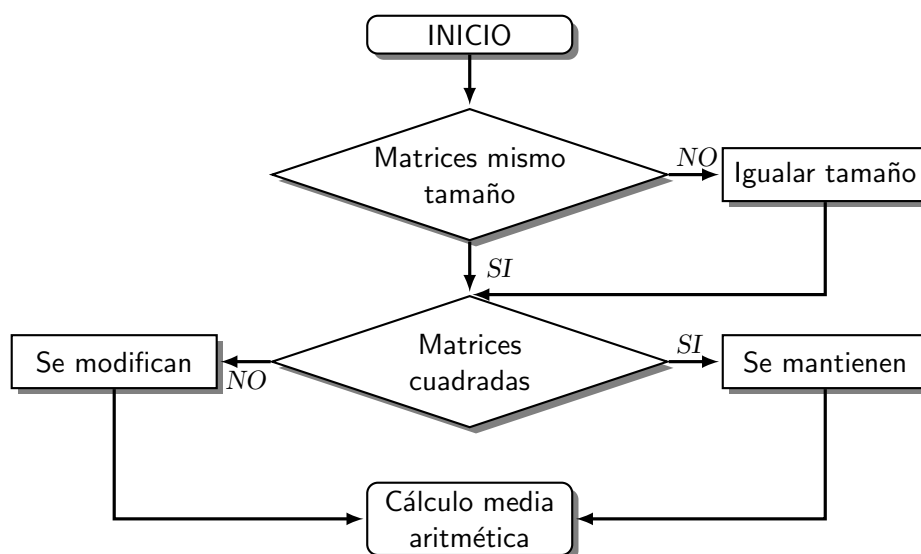 INICIO
Matrices mismo
tamaño
NO
Igualar tamaño
SI
Matrices
cuadradas
NO
Se modifican
SI
Se mantienen
Cálculo media
aritmética